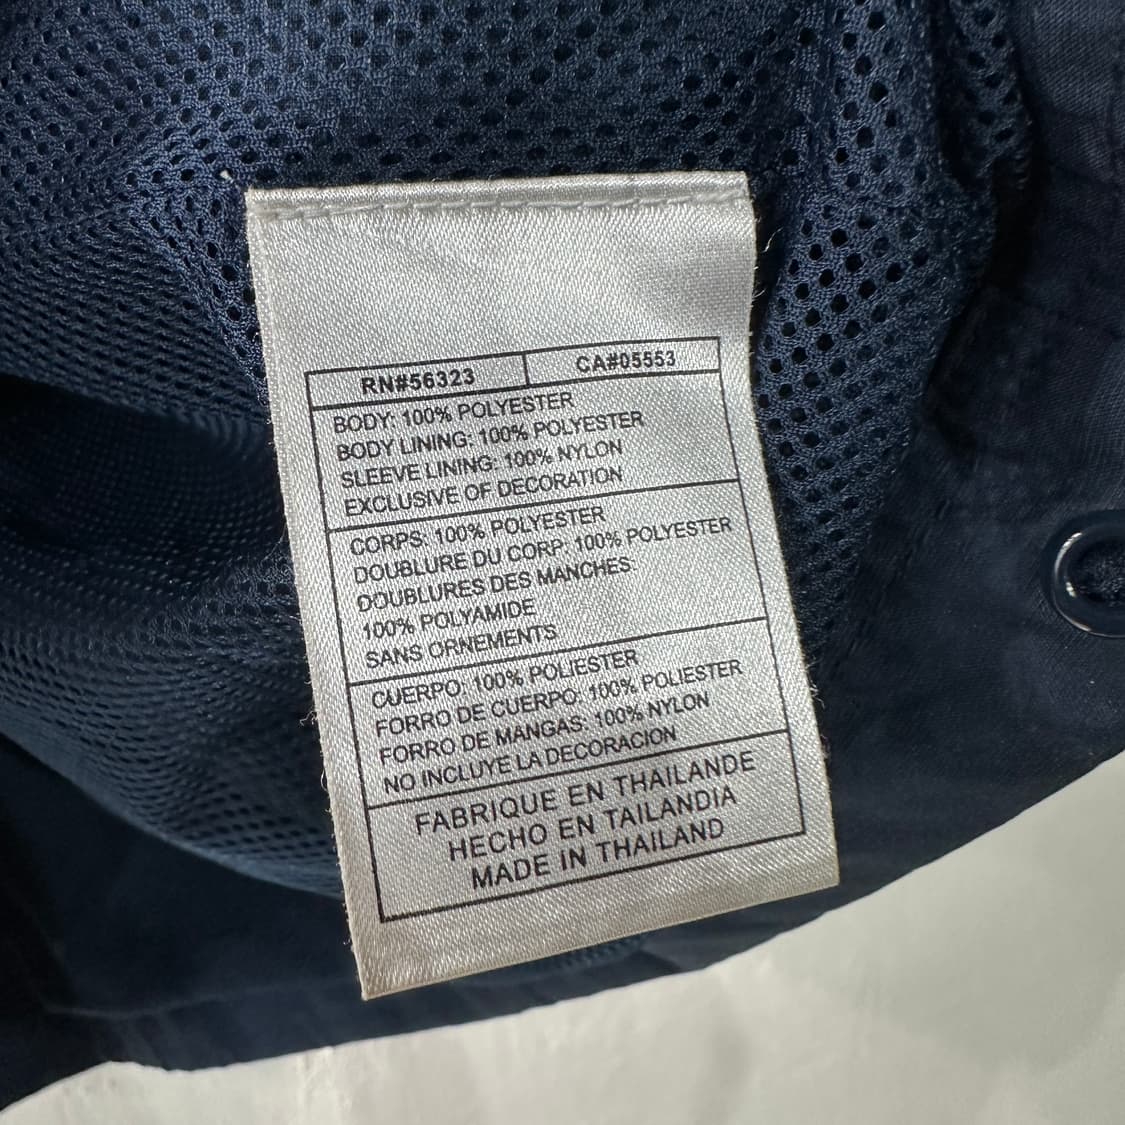 RN#56323 CA#05553
BODY: 100% POLYESTER
BODY LINING: 100% POLYESTER
SLEEVE LINING: 100% NYLON
EXCLUSIVE OF DECORATION
CORPS: 100% POLYESTER
DOUBLURE DU CORP: 100% POLYESTER
DOUBLURES DES MANCHES:
100% POLYAMIDE
SANS ORNEMENTS
CUERPO: 100% POLIESTER
FORRO DE CUERPO: 100% POLIESTER
FORRO DE MANGAS: 100% NYLON
NO INCLUYE LA DECORACION
FABRIQUE EN THAILANDE
HECHO EN TAILANDIA
MADE IN THAILAND